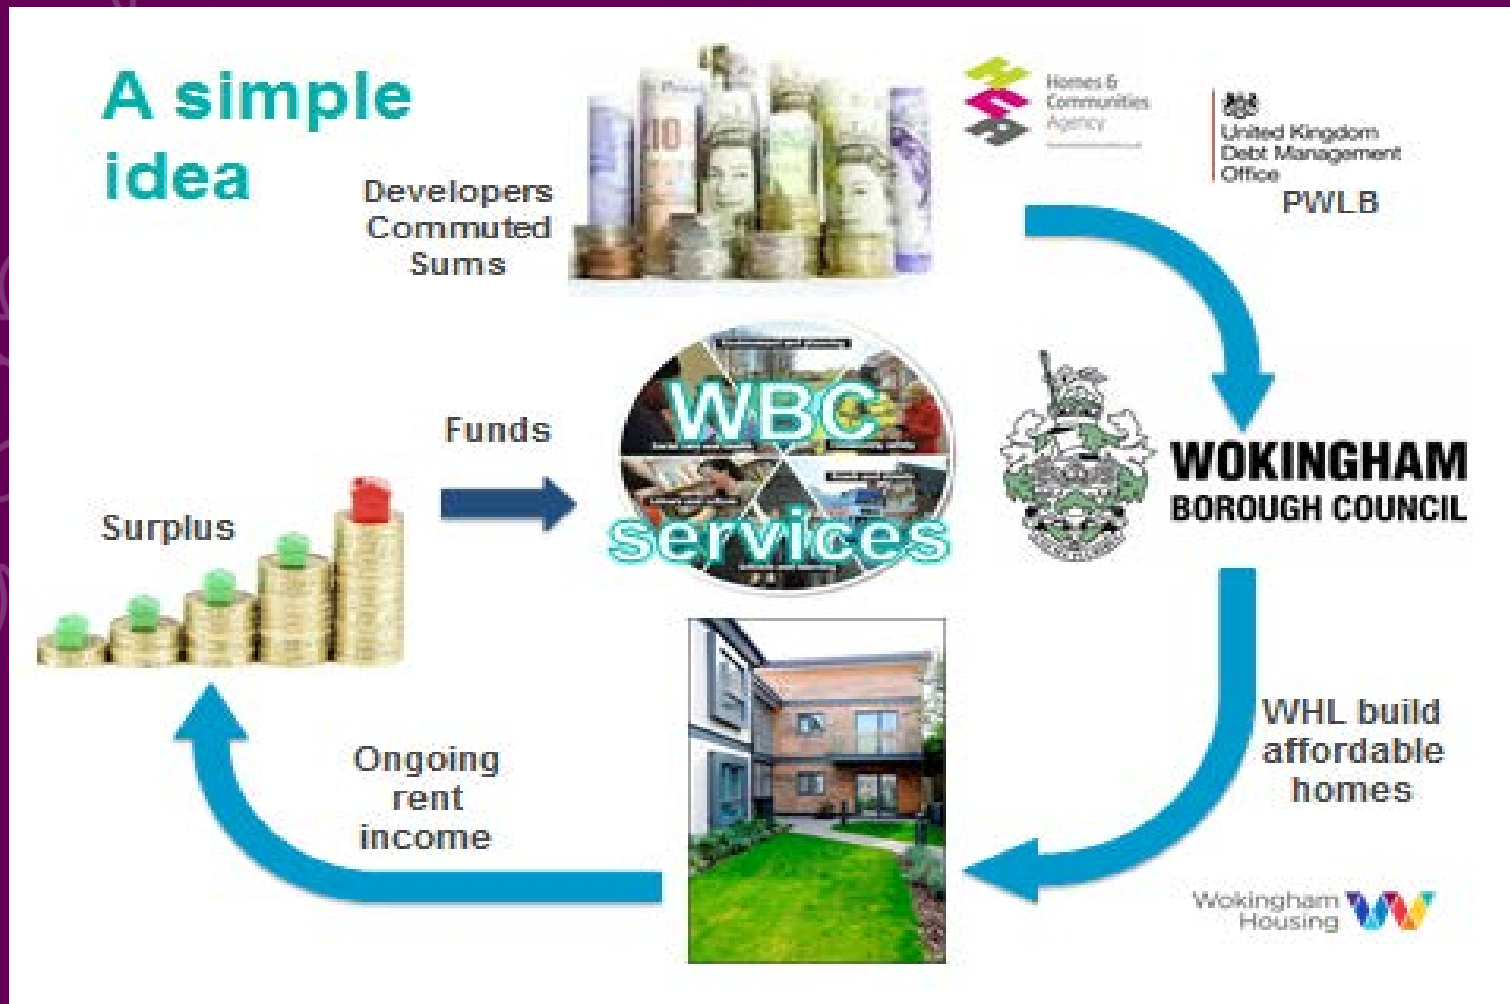 A simple
idea
Developers
Commuted
Sums
10
Homes &
Communities
Agency
United Kingdom
Debt Management
Office
PWLB
Funds
WBC
services
WOKINGHAM
BOROUGH COUNCIL
Surplus
Ongoing
rent
income
WHL build
affordable
homes
Wokingham
Housing